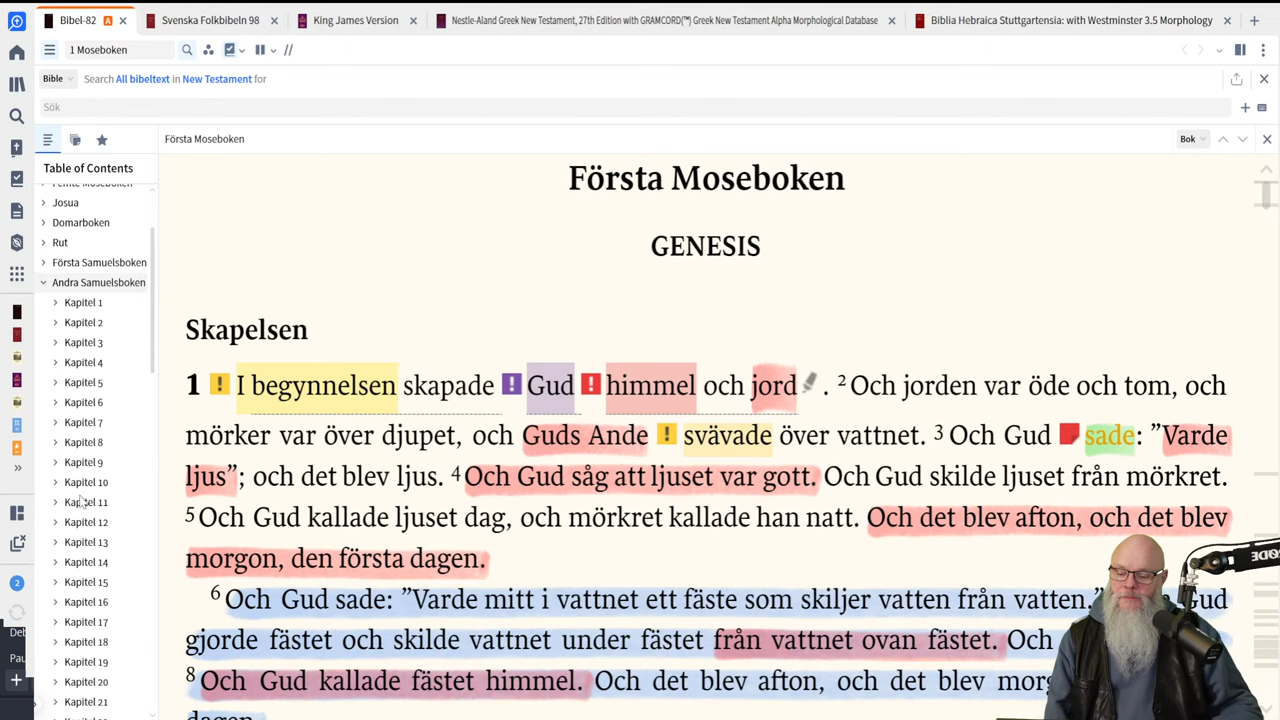 Bibel-82 A
Svenska Folkbibeln 98
King James Version
Nestle-Aland Greek New Testament, 27th Edition with GRAMCORD(™) Greek New Testament Alpha Morphological Database
Biblia Hebraica Stuttgartensia: with Westminster 3.5 Morphology
1 Moseboken
Bible Search All bibeltext in New Testament for
Sök
Första Moseboken
Bok
Table of Contents
Femte Moseboken
Josua
Domarboken
Rut
Första Samuelsboken
Andra Samuelsboken
Kapitel 1
Kapitel 2
Kapitel 3
Kapitel 4
Kapitel 5
Kapitel 6
Kapitel 7
Kapitel 8
Kapitel 9
Kapitel 10
Kapitel 11
Kapitel 12
Kapitel 13
Kapitel 14
Kapitel 15
Kapitel 16
Kapitel 17
Kapitel 18
Kapitel 19
Kapitel 20
Kapitel 21
2
Deb
Pau
Första Moseboken
GENESIS
Skapelsen
1 I begynnelsen skapade Gud himmel och jord. 2 Och jorden var öde och tom, och
mörker var över djupet, och Guds Ande svävade över vattnet. 3 Och Gud sade: ”Varde
ljus”; och det blev ljus. 4 Och Gud såg att ljuset var gott. Och Gud skilde ljuset från mörkret.
5 Och Gud kallade ljuset dag, och mörkret kallade han natt. Och det blev afton, och det blev
morgon, den första dagen.
6 Och Gud sade: ”Varde mitt i vattnet ett fäste som skiljer vatten från vatten.” Gud
gjorde fästet och skilde vattnet under fästet från vattnet ovan fästet. Och
8 Och Gud kallade fästet himmel. Och det blev afton, och det blev morg
dagen.
RØDE